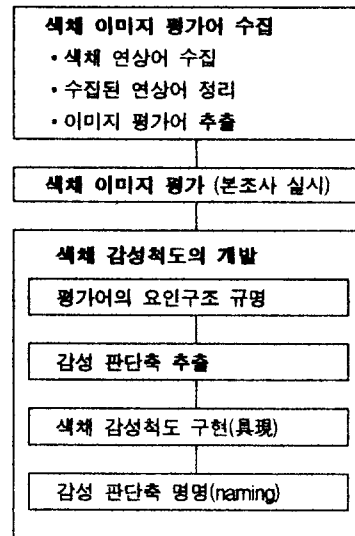 색채 이미지 평가어 수집
· 색채 연상어 수집
· 수집된 연상어 정리
· 이미지 평가어 추출
색채 이미지 평가 (본조사 실시)
색채 감성척도의 개발
평가어의 요인구조 규명
감성 판단축 추출
색채 감성척도 구현(具現)
감성 판단축 명명(naming)